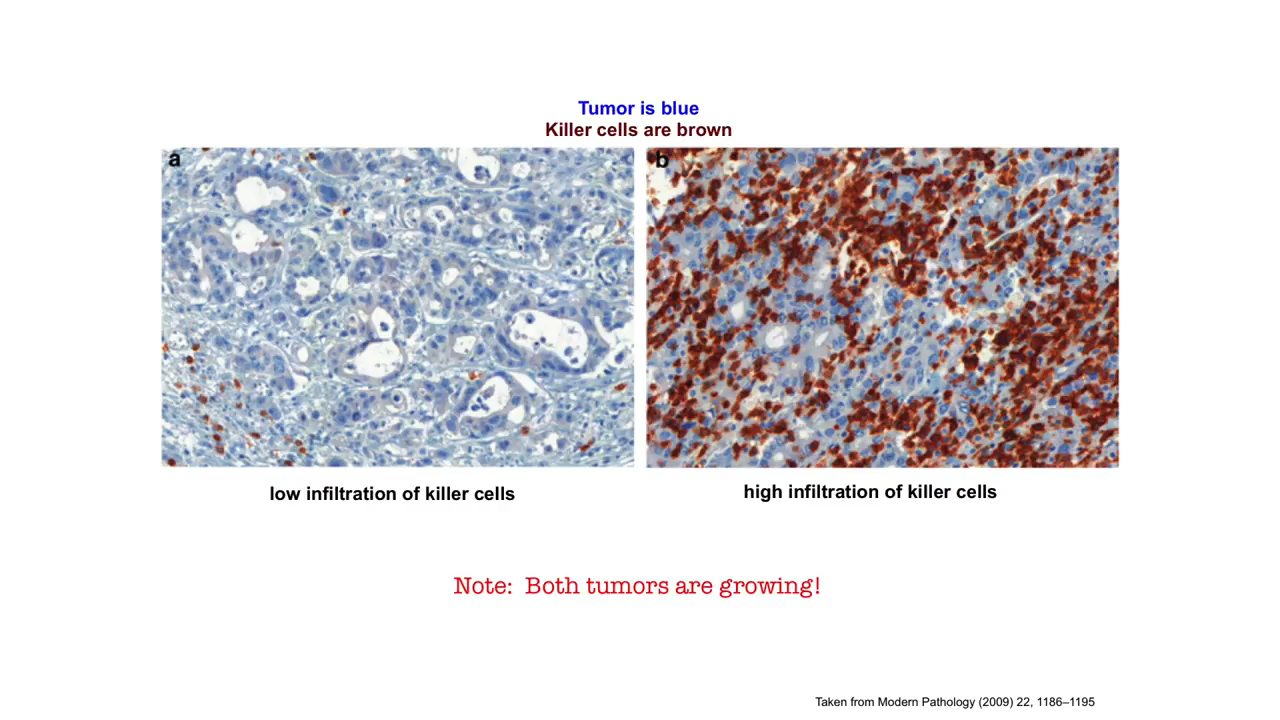 Tumor is blue
Killer cells are brown
a
b
low infiltration of killer cells
high infiltration of killer cells
Note: Both tumors are growing!
Taken from Modern Pathology (2009) 22, 1186–1195